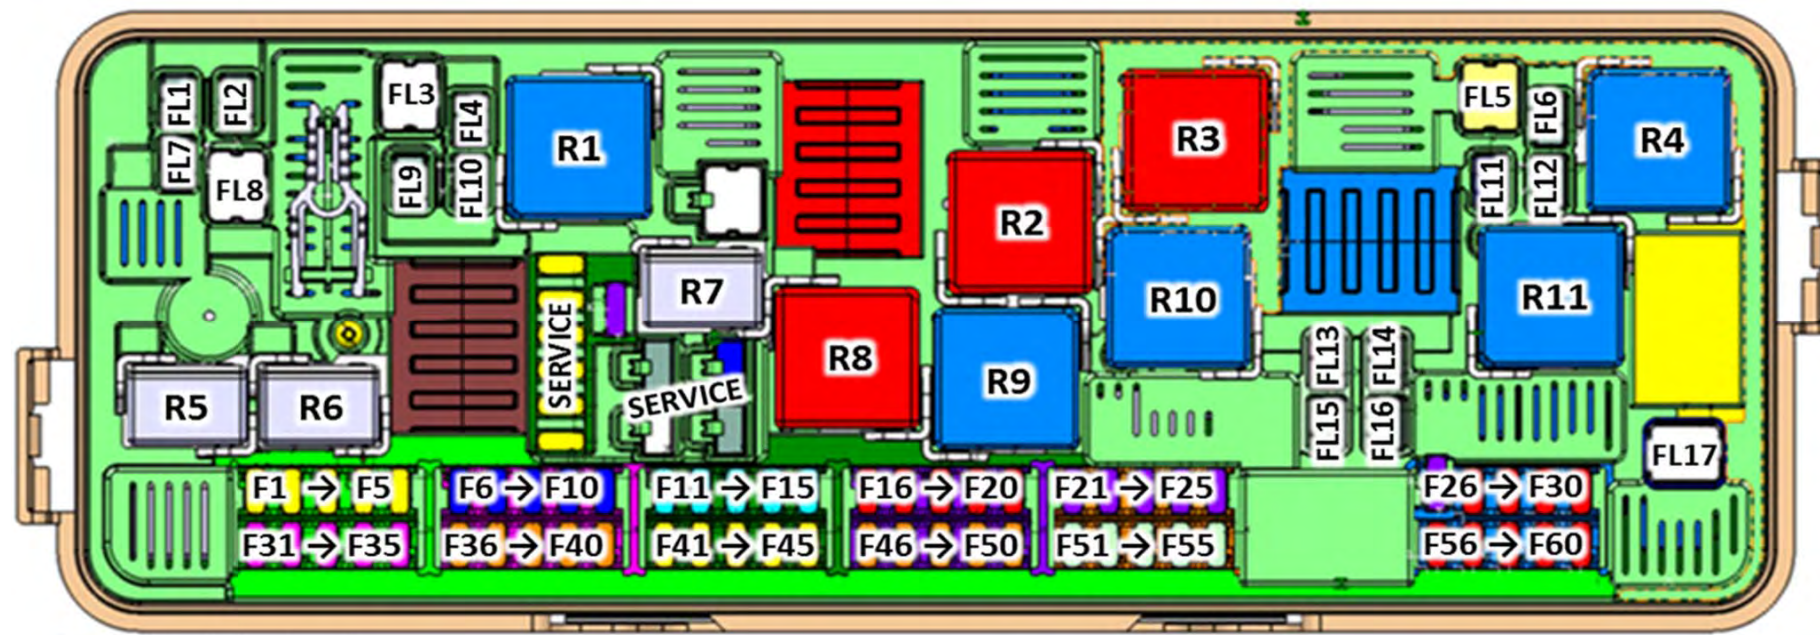 FL1
FL2
FL3
FL4
R1
R3
FL5
FL6
R4
FL7
FL8
FL9
FL10
R2
FL11
FL12
R7
R10
R11
SERVICE
R8
R9
FL13
FL14
R5
R6
SERVICE
FL15
FL16
FL17
F1 → F5
F6 → F10
F11 → F15
F16 → F20
F21 → F25
F26 → F30
F31 → F35
F36 → F40
F41 → F45
F46 → F50
F51 → F55
F56 → F60